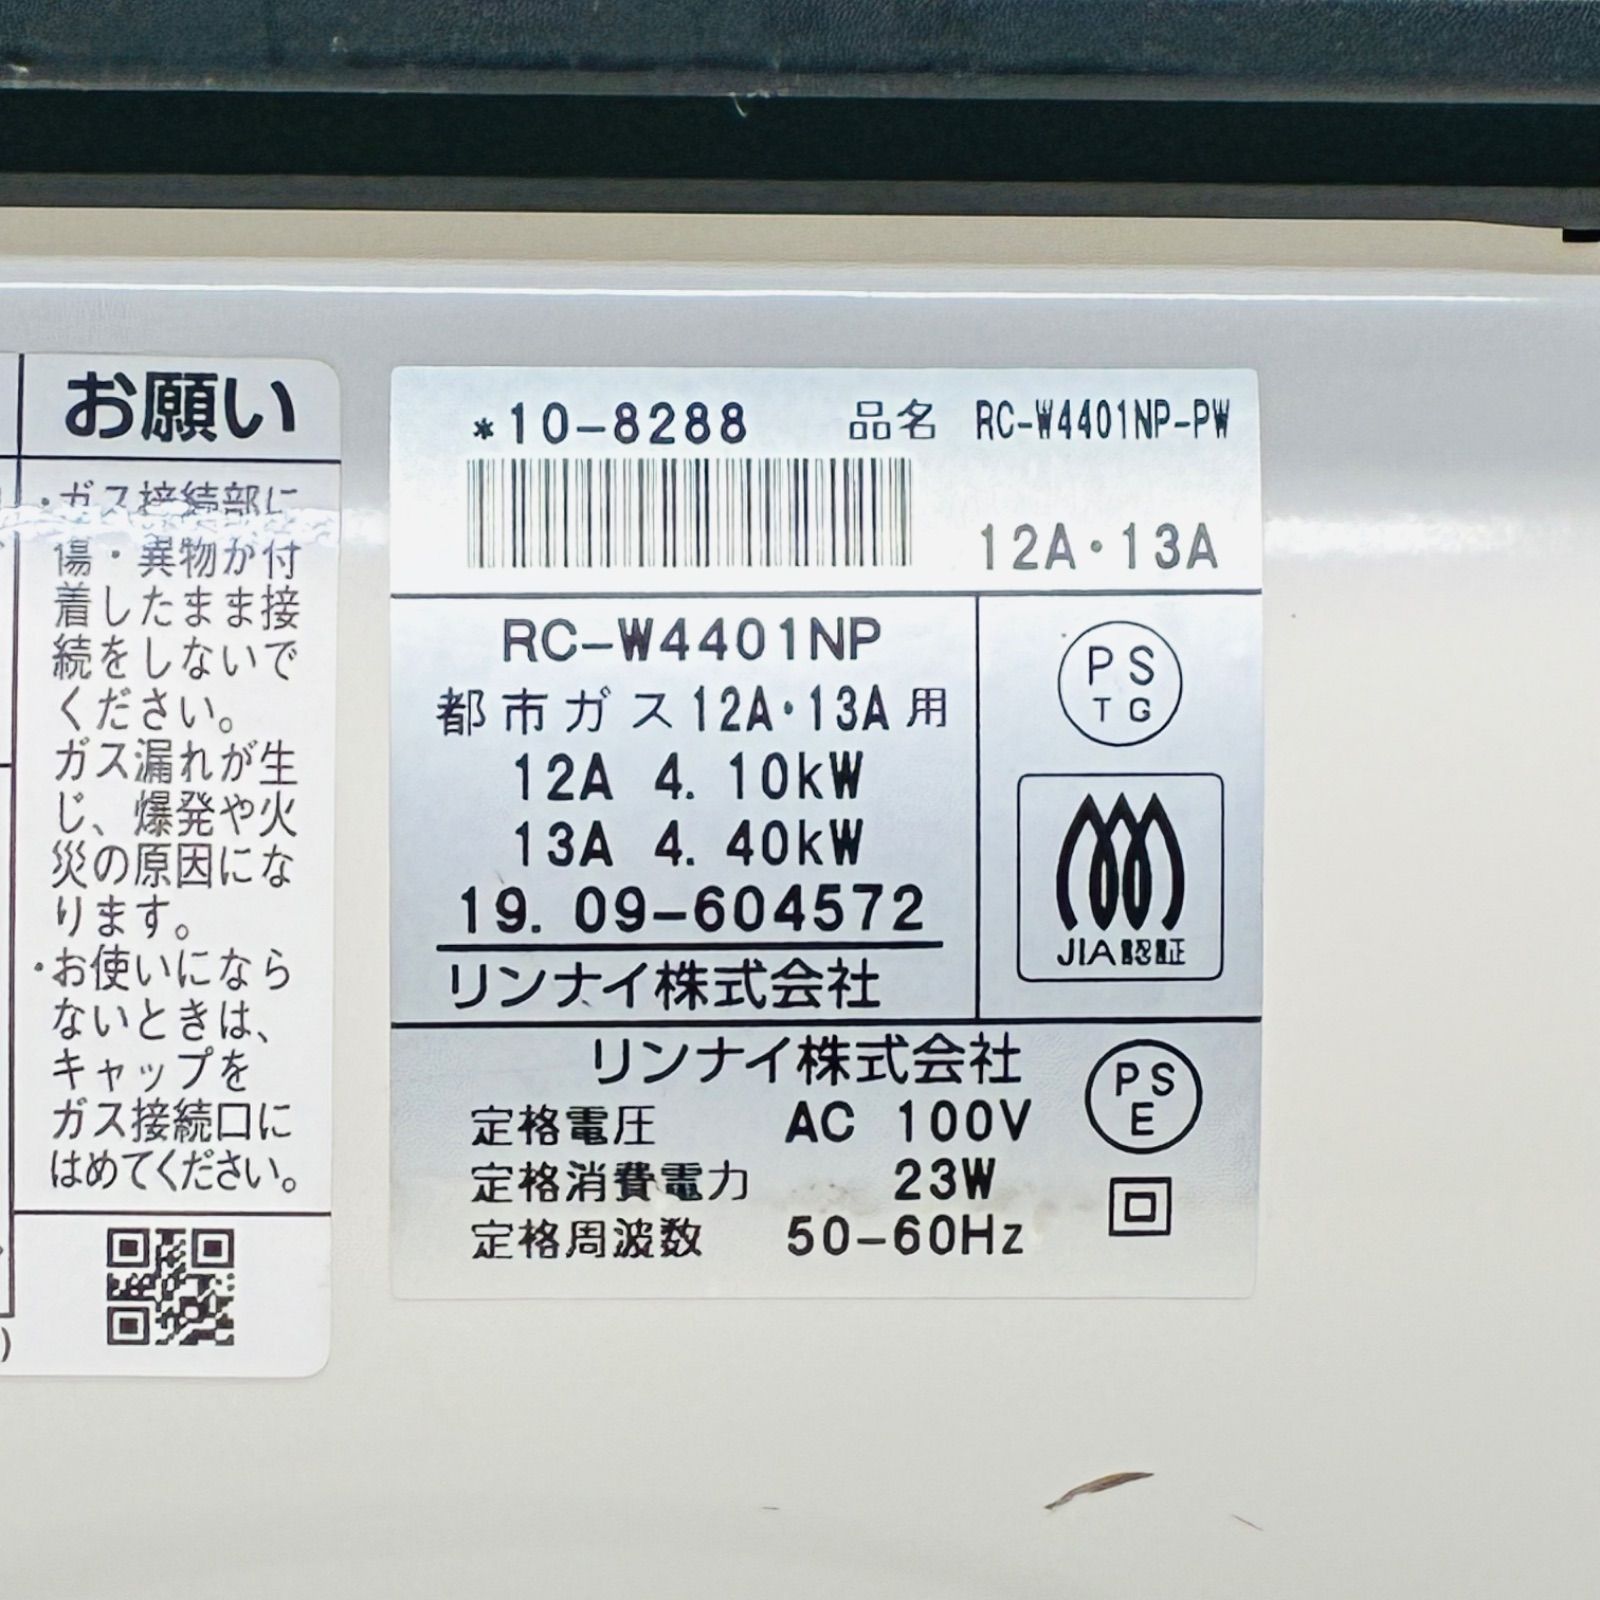 お願い
・ガス接続部に
傷・異物が付
着したまま接
続をしないで
ください。
ガス漏れが生
じ、爆発や火
災の原因にな
ります。
・お使いになら
ないときは、
キャップを
ガス接続口に
はめてください。
*10-8288 品名 RC-W4401NP-PW
12A・13A
RC-W4401NP
都市ガス12A・13A用
12A 4.10kW
13A 4.40kW
19.09-604572
リンナイ株式会社
PS
TG
JIA認証
リンナイ株式会社
定格電圧 AC 100V
定格消費電力 23W
定格周波数 50-60Hz
PS
E